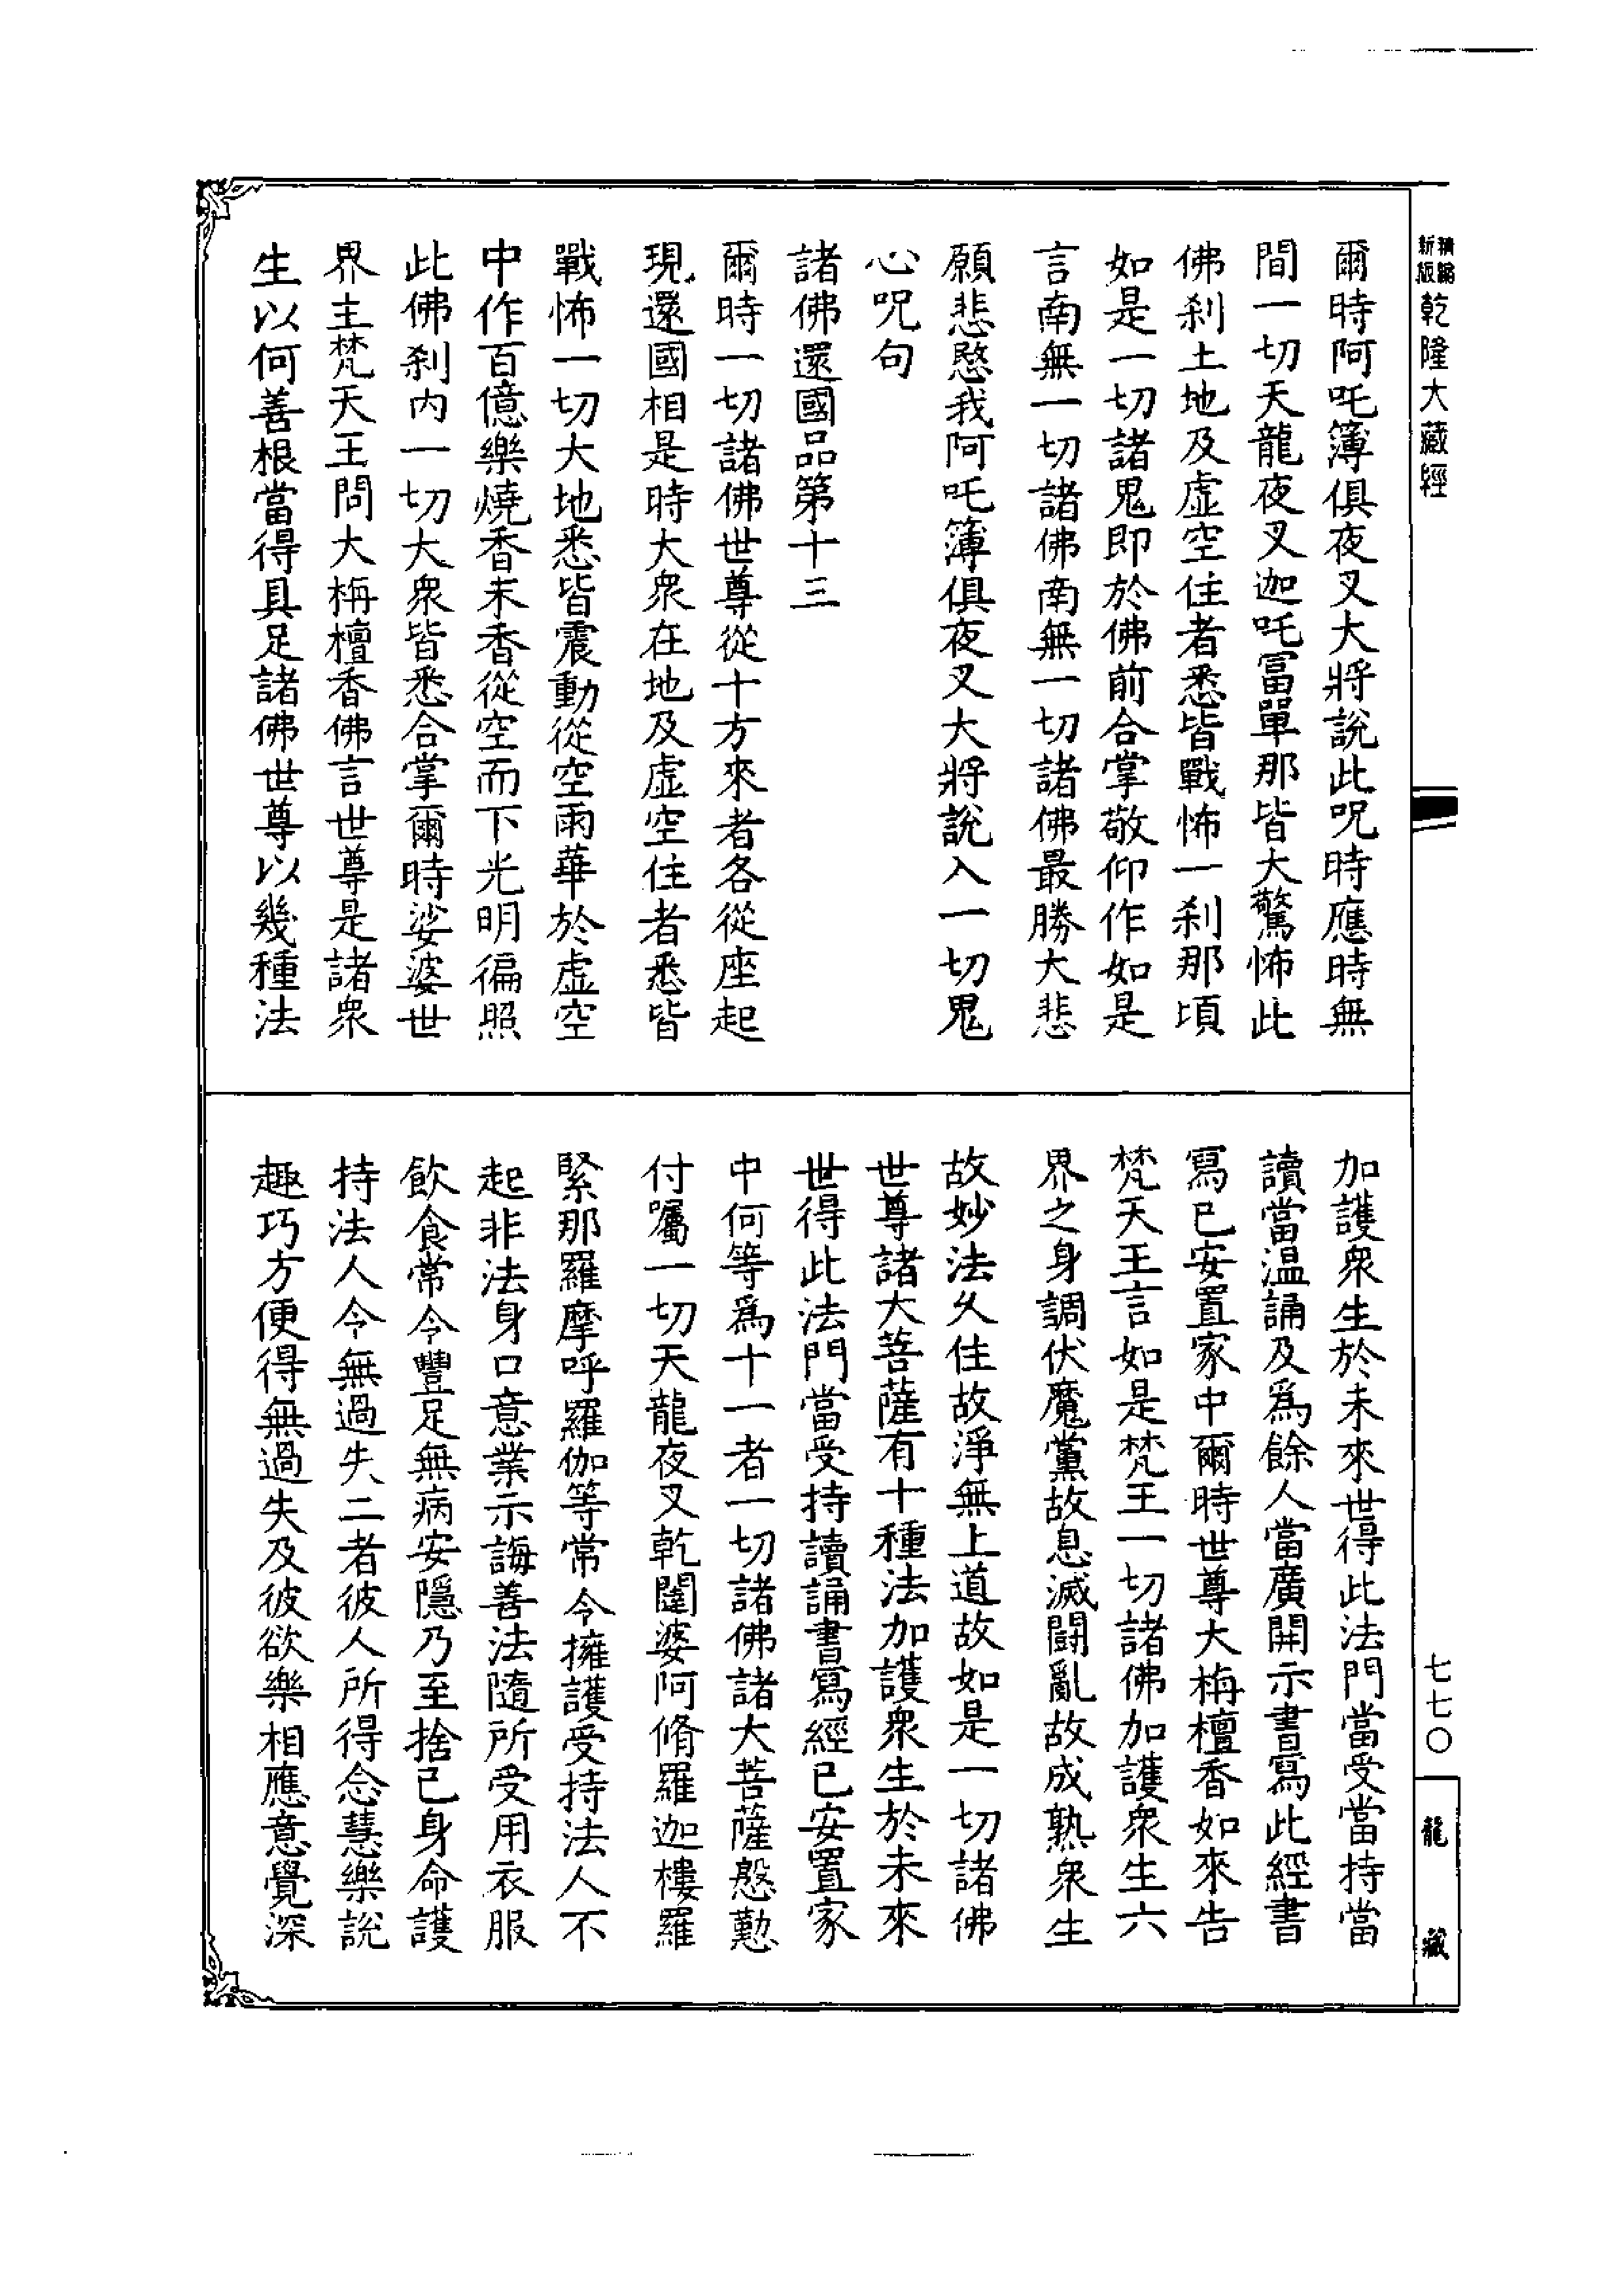 精編
新版
乾隆大藏經
爾時阿吒簿俱夜叉大將說此呪時應時無
間一切天龍夜叉迦吒富單那皆大驚怖此
佛刹土地及虛空住者悉皆戰怖一刹那頃
如是一切諸鬼即於佛前合掌敬仰作如是
言南無一切諸佛南無一切諸佛最勝大悲
願悲愍我阿吒簿俱夜叉大將說入一切鬼
心呪句
諸佛還國品第十三
爾時一切諸佛世尊從十方來者各從座起
現還國相是時大衆在地及虛空住者悉皆
戰怖一切大地悉皆震動從空雨華於虛空
中作百億樂燒香末香從空而下光明徧照
此佛刹內一切大衆皆悉合掌爾時娑婆世
界主梵天王問大栴檀香佛言世尊是諸衆
生以何善根當得具足諸佛世尊以幾種法
加護衆生於未來世得此法門當受當持當
讀當温誦及爲餘人當廣開示書寫此經書
寫已安置家中爾時世尊大栴檀香如來告
梵天王言如是梵王一切諸佛加護衆生六
界之身調伏魔黨故息滅鬪亂故成熟衆生
故妙法久住故淨無上道故如是一切諸佛
世尊諸大菩薩有十種法加護衆生於未來
世得此法門當受持讀誦書寫經已安置家
中何等爲十一者一切諸佛諸大菩薩慇懃
付囑一切天龍夜叉乾闥婆阿脩羅迦樓羅
緊那羅摩呼羅伽等常令擁護受持法人不
起非法身口意業示誨善法隨所受用衣服
飲食常令豐足無病安隱乃至捨已身命護
持法人令無過失二者彼人所得念慧樂說
趣巧方便得無過失及彼欲樂相應意覺深
七七〇
龍藏